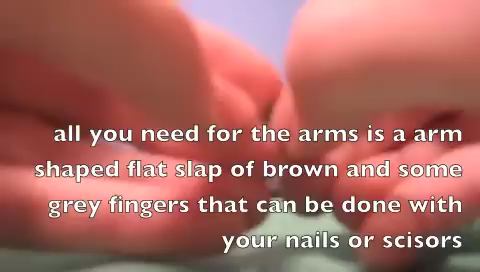 all you need for the arms is a arm
shaped flat slap of brown and some
grey fingers that can be done with
your nails or scisors